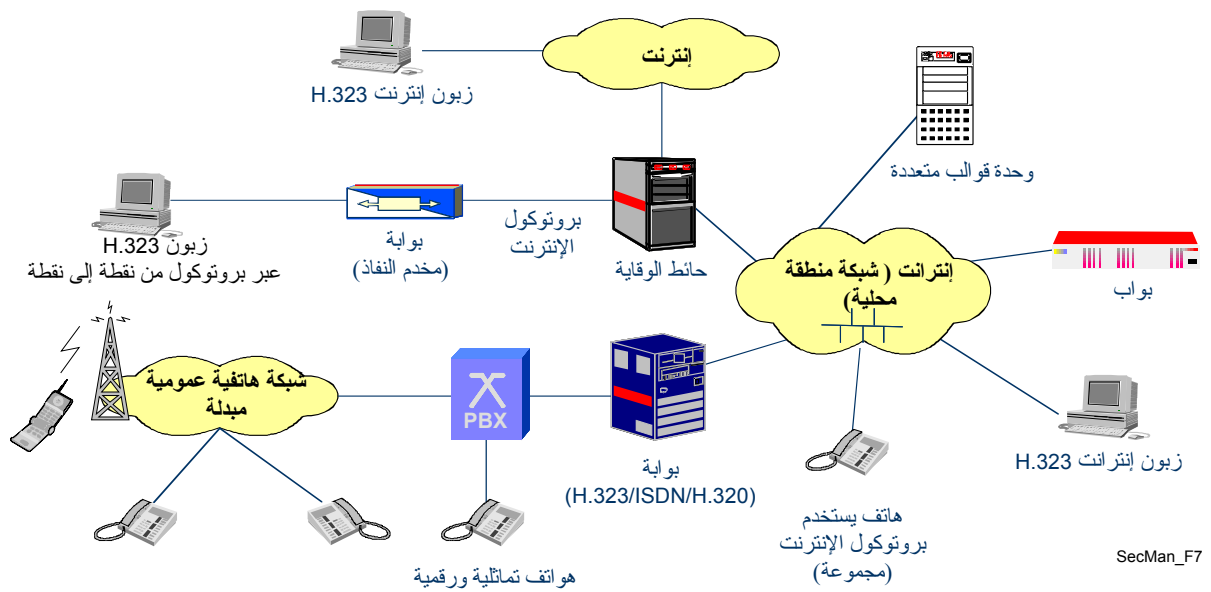 إنترنت
زبون إنترنت H.323
وحدة قوالب متعددة
زبون H.323
عبر بروتوكول من نقطة إلى نقطة
بوابة
(مخدم النفاذ)
بروتوكول
الإنترنت
حائط الوقاية
إنترانت ( شبكة منطقة
محلية)
بواب
شبكة هاتفية عمومية
مبدلة
PBX
بوابة
(H.323/ISDN/H.320)
زبون إنترانت H.323
هاتف يستخدم
بروتوكول الإنترنت
(مجموعة)
هواتف تماثلية ورقمية
SecMan_F7